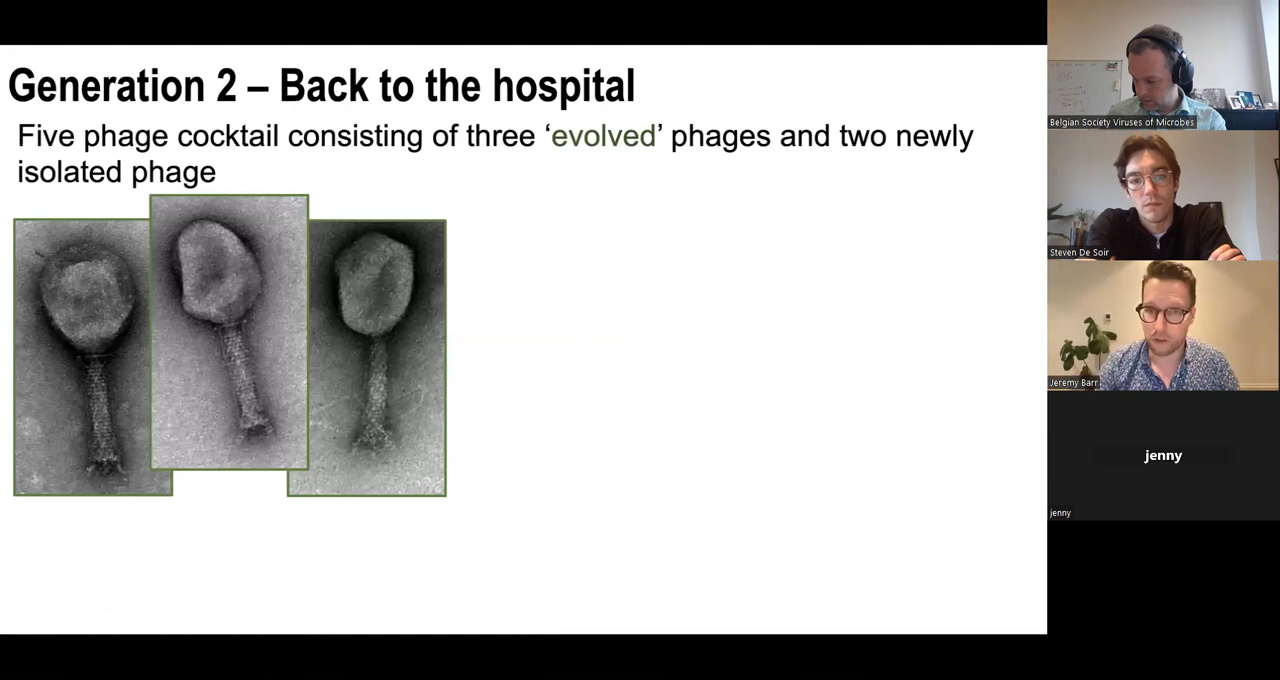 Generation 2 – Back to the hospital
Five phage cocktail consisting of three ‘evolved’ phages and two newly
isolated phage
Belgian Society Viruses of Microbes
Steven De Soir
Jeremy Barr
jenny
jenny